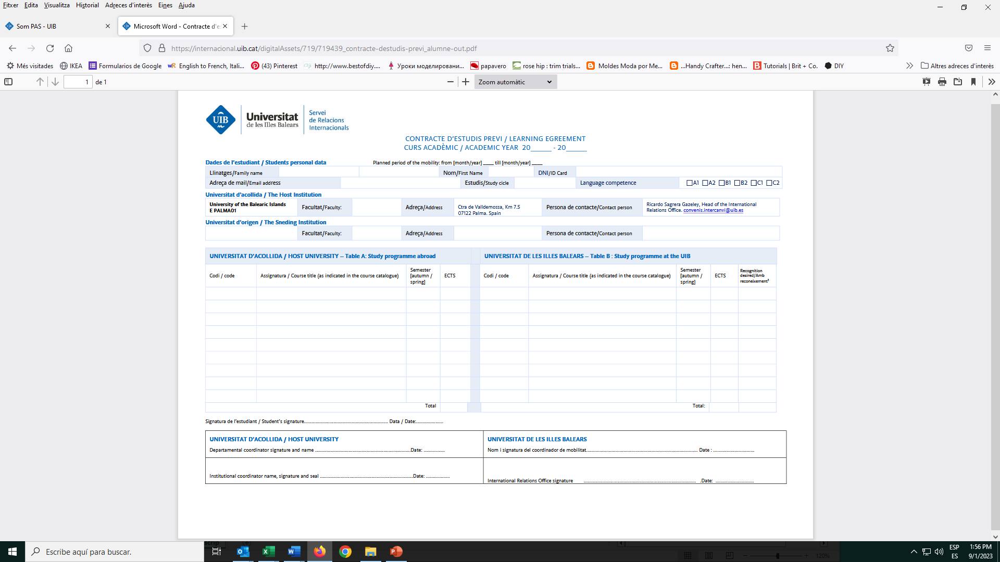 Fitxer Edita Visualitza Historial Adreces d'interès Eines Ajuda
Som PAS - UIB
Microsoft Word - Contracte d'e
https://internacional.uib.cat/digitalAssets/719/719439_contracte-destudis-previ_alumne-out.pdf
Més visitades IKEA Formularios de Google English to French, Itali... (43) Pinterest http://www.bestofdiy.... Уроки моделировани... papavero rose hip : trim trials... Moldes Moda por Me... ...Handy Crafter...: hen... Tutorials | Brit + Co. DIY Altres adreces d'interès
1 de 1 Zoom automàtic
UIB
Universitat
de les Illes Balears
Servei
de Relacions
Internacionals
CONTRACTE D'ESTUDIS PREVI / LEARNING EGREEMENT
CURS ACADÈMIC / ACADEMIC YEAR 20______ - 20______
Dades de l'estudiant / Students personal data Planned period of the mobility: from [month/year] ____ till [month/year] ____
Llinatges/Family name Nom/First Name DNI/ID Card
Adreça de mail/Email address Estudis/Study cicle Language competence A1 A2 B1 B2 C1 C2
Universitat d'acollida / The Host Institution
University of the Balearic Islands
E PALMA01
Facultat/Faculty:
Adreça/Address
Ctra de Valldemossa, Km 7.5
07122 Palma. Spain
Persona de contacte/Contact person
Ricardo Sagrera Gazeley, Head of the International
Relations Office. convenis.intercanvi@uib.es
Universitat d'origen / The Sneding Institution
Facultat/Faculty: Adreça/Address Persona de contacte/Contact person
UNIVERSITAT D'ACOLLIDA / HOST UNIVERSITY – Table A: Study programme abroad
UNIVERSITAT DE LES ILLES BALEARS – Table B : Study programme at the UIB
Codi / code
Assignatura / Course title (as indicated in the course catalogue)
Semester
[autumn /
spring]
ECTS
Codi / code
Assignatura / Course title (as indicated in the course catalogue)
Semester
[autumn /
spring]
ECTS
Recognition
desired/Amb
reconeixement³
Total
Total:
Signatura de l'estudiant / Student's signature................................................................. Data / Date:.....................
UNIVERSITAT D'ACOLLIDA / HOST UNIVERSITY
Departamental coordinator signature and name ..........................................................................Date: ................
UNIVERSITAT DE LES ILLES BALEARS
Nom i signatura del coordinador de mobilitat...................................................................................... Date : ................................
Institutional coordinator name, signature and seal ........................................................................Date: ..................
International Relations Office signature ....................................................................................... .Date: ..............................
Escribe aquí para buscar.
120%
ESP
ES
1:56 PM
9/1/2023